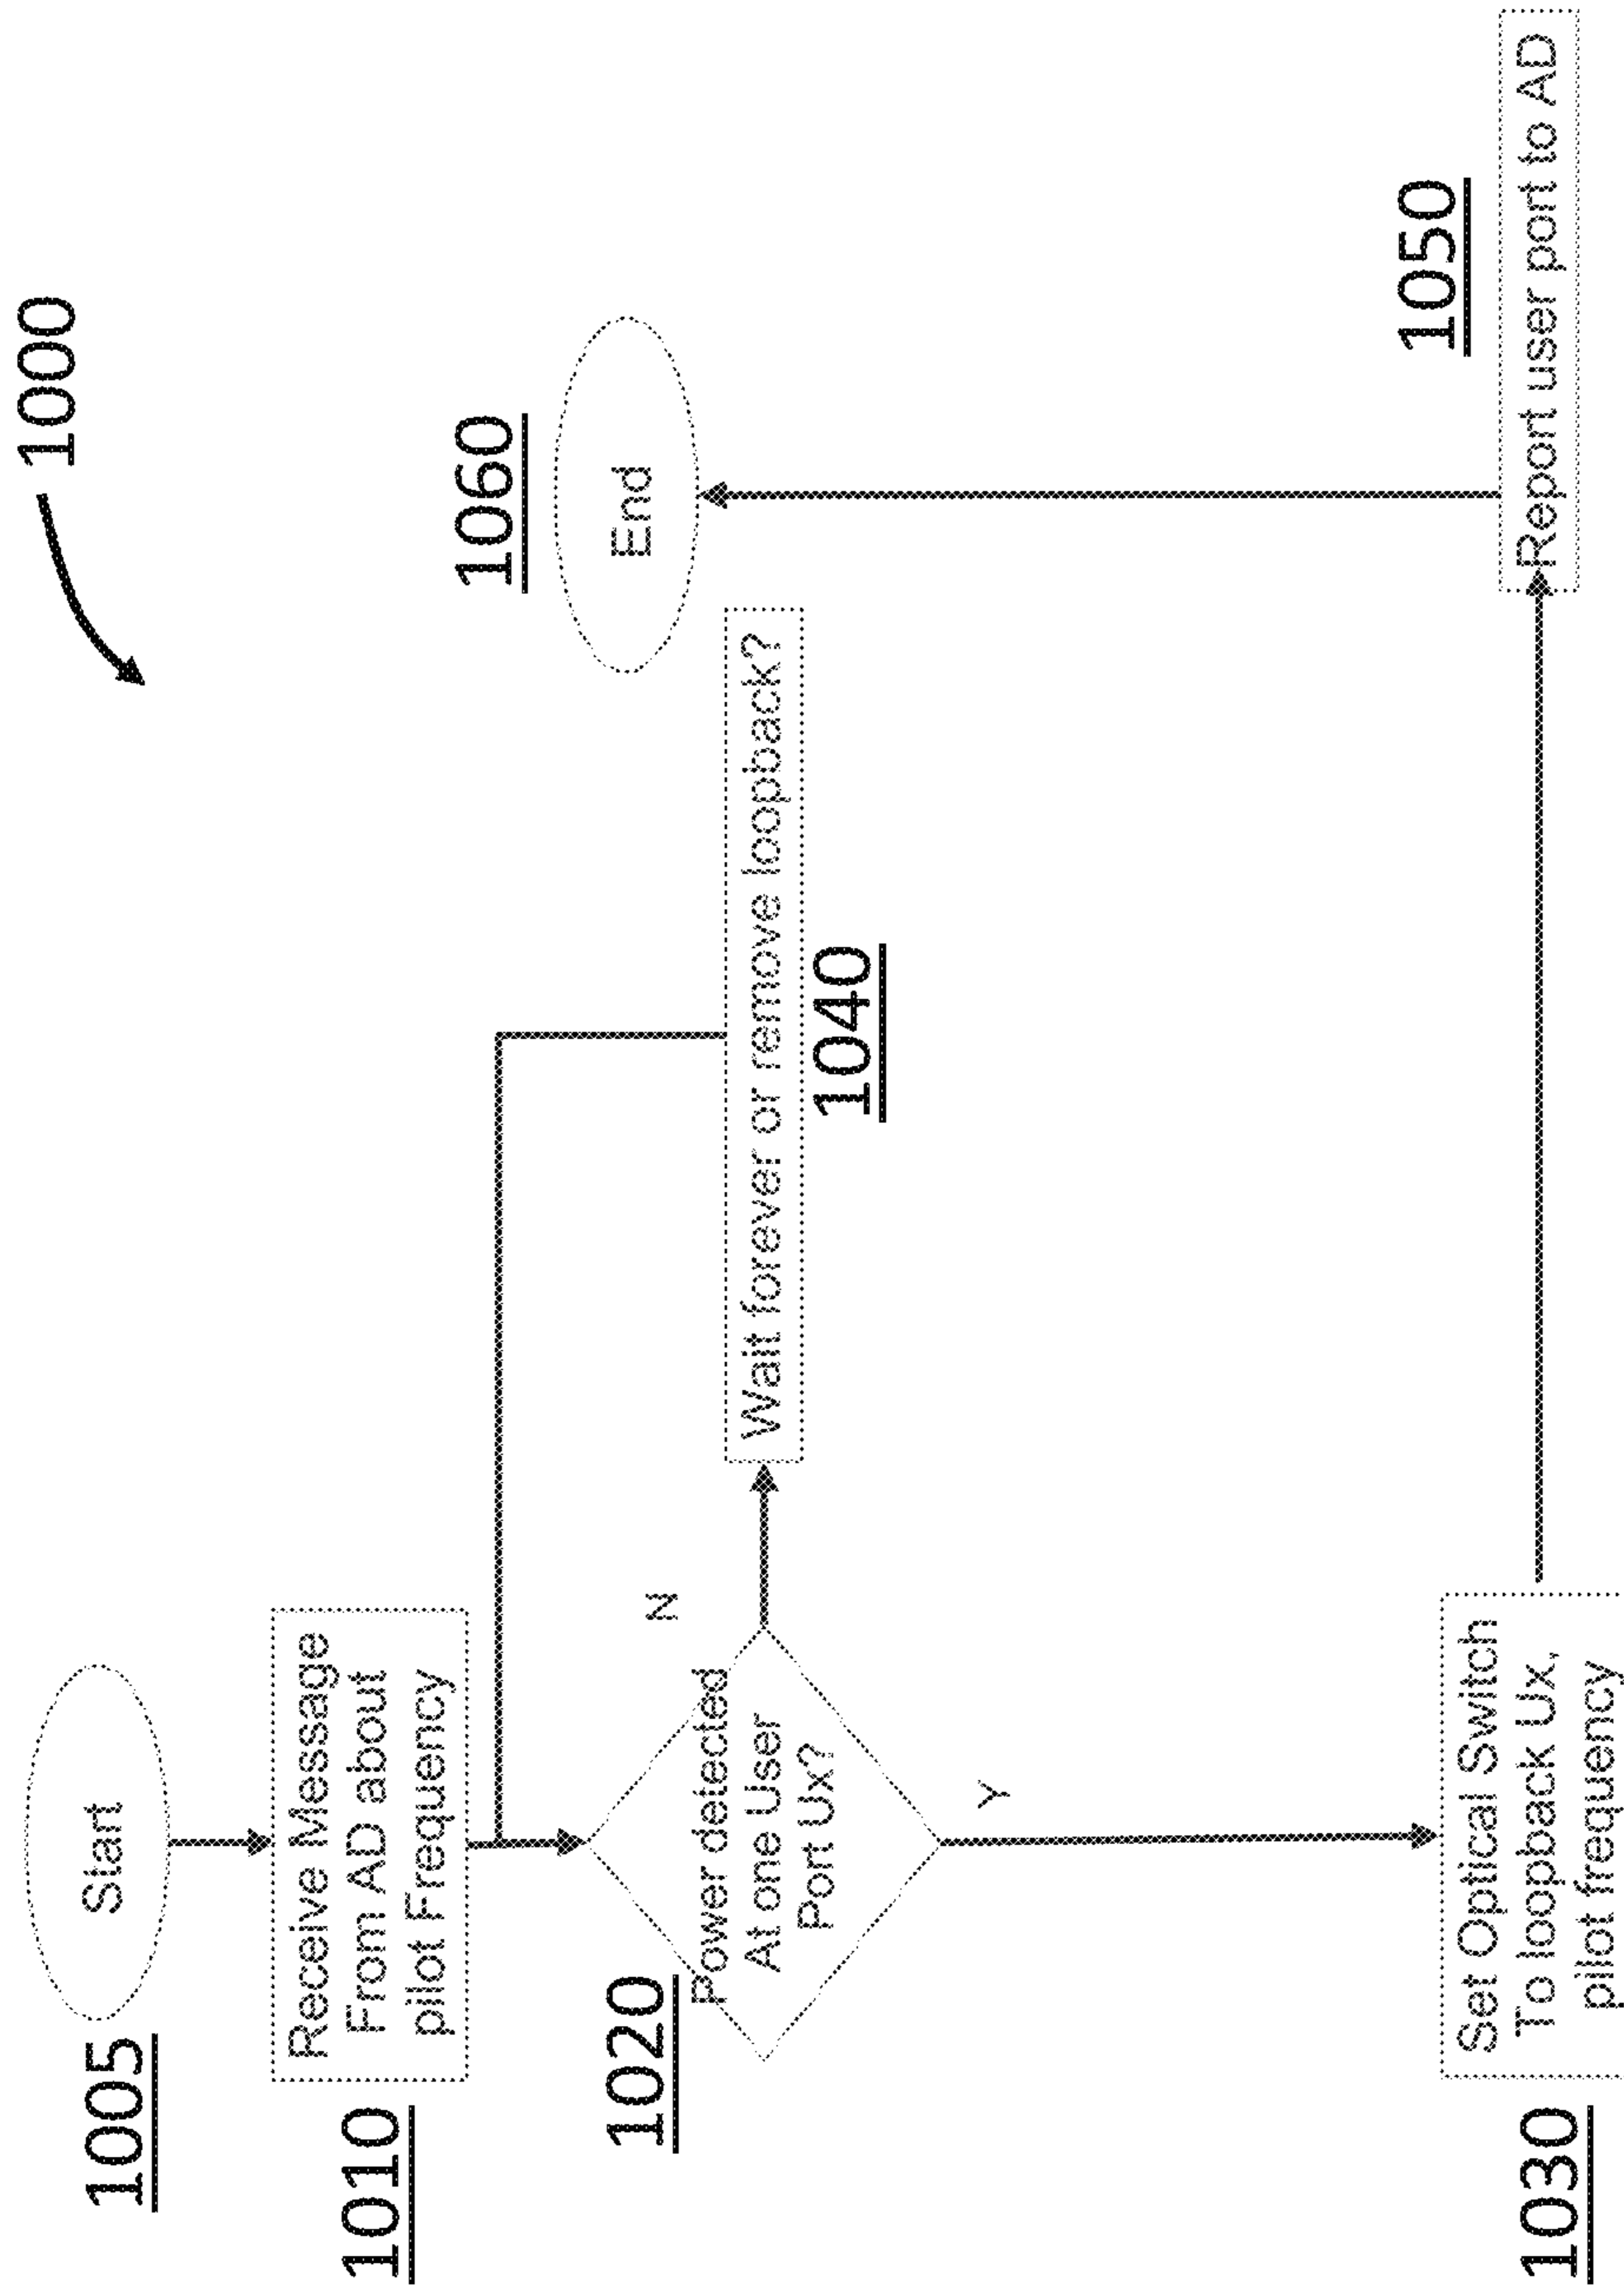 1000
1005
Start
1010
Receive Message
From AD about
pilot Frequency
1020
Power detected
At one User
Port Ux?
N
Wait forever or remove loopback?
1040
Y
1030
Set Optical Switch
To loopback Ux,
pilot frequency
1050
Report user port to AD
1060
End